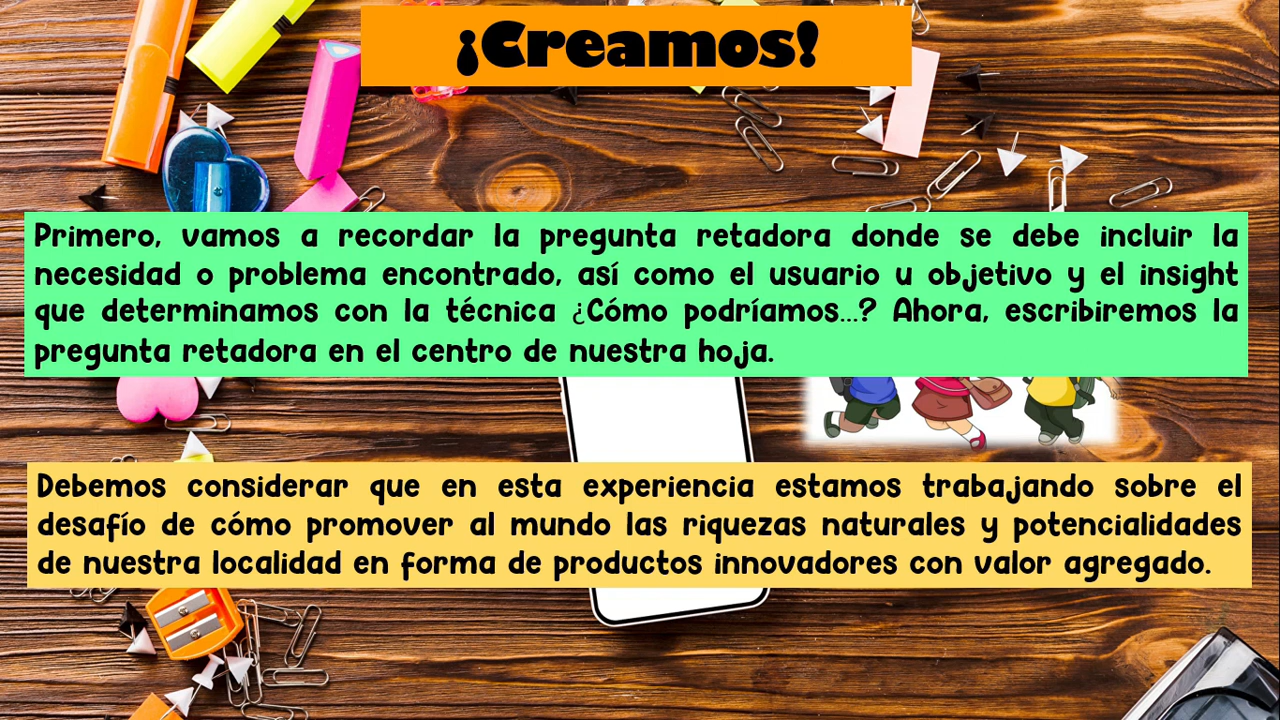 ¡Creamos!
Primero, vamos a recordar la pregunta retadora donde se debe incluir la
necesidad o problema encontrado, así como el usuario u objetivo y el insight
que determinamos con la técnica ¿Cómo podríamos...? Ahora, escribiremos la
pregunta retadora en el centro de nuestra hoja.
Debemos considerar que en esta experiencia estamos trabajando sobre el
desafío de cómo promover al mundo las riquezas naturales y potencialidades
de nuestra localidad en forma de productos innovadores con valor agregado.